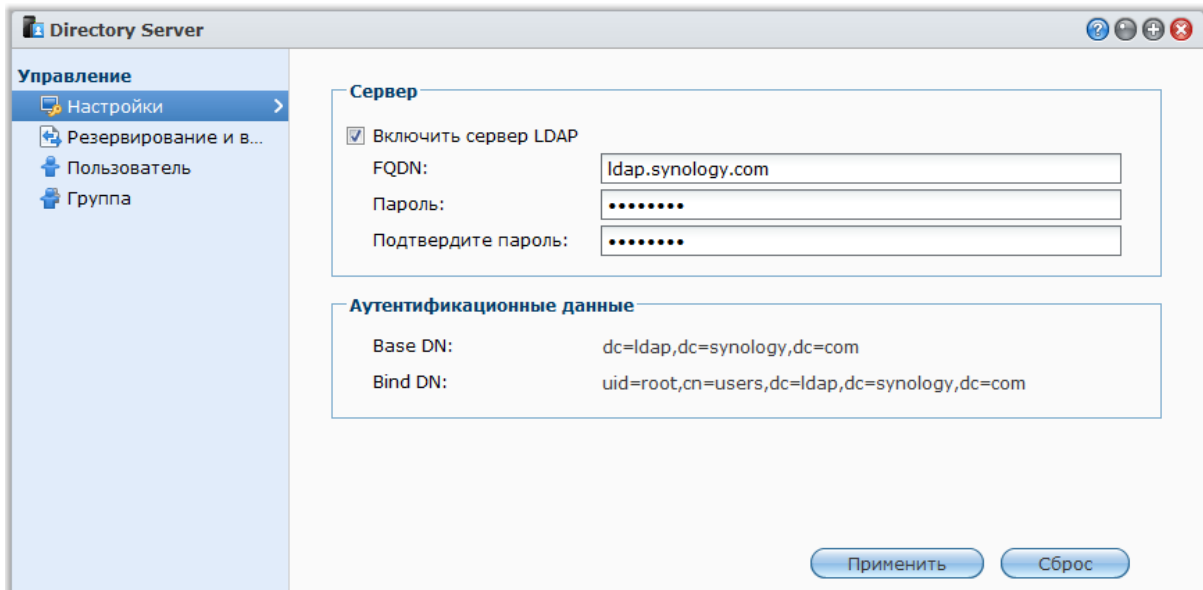 Directory Server
Управление
Настройки
Резервирование и в...
Пользователь
Группа
Сервер
Включить сервер LDAP
FQDN: ldap.synology.com
Пароль: ••••••••
Подтвердите пароль: ••••••••
Аутентификационные данные
Base DN: dc=ldap,dc=synology,dc=com
Bind DN: uid=root,cn=users,dc=ldap,dc=synology,dc=com
Применить Сброс